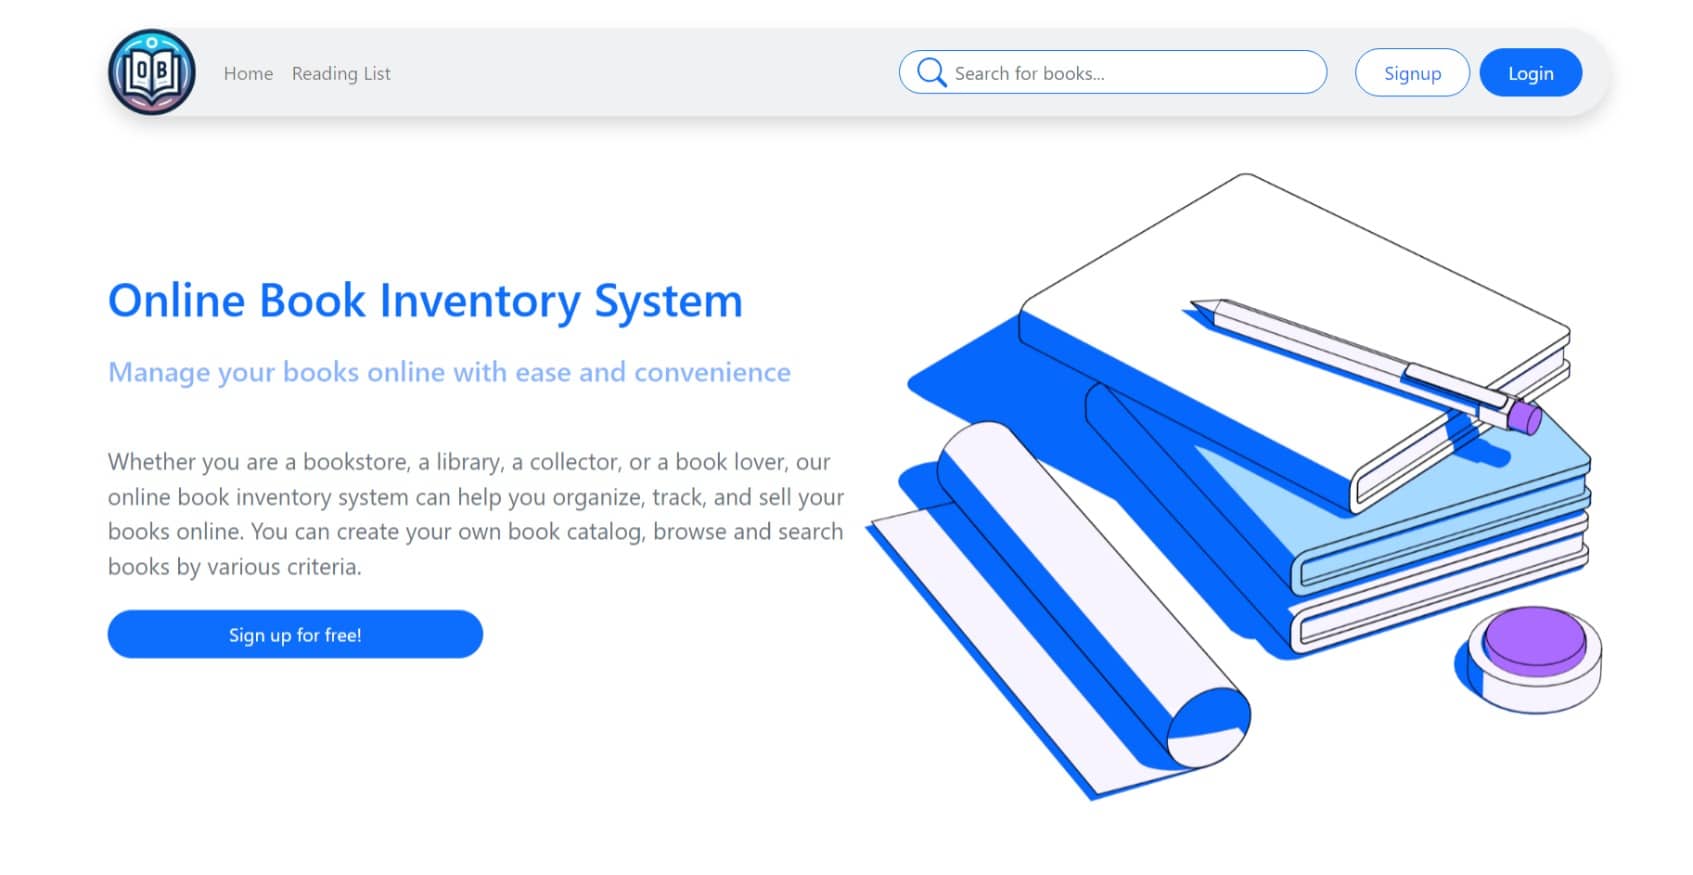 OB
Home Reading List
Search for books...
Signup
Login
Online Book Inventory System
Manage your books online with ease and convenience
Whether you are a bookstore, a library, a collector, or a book lover, our
online book inventory system can help you organize, track, and sell your
books online. You can create your own book catalog, browse and search
books by various criteria.
Sign up for free!